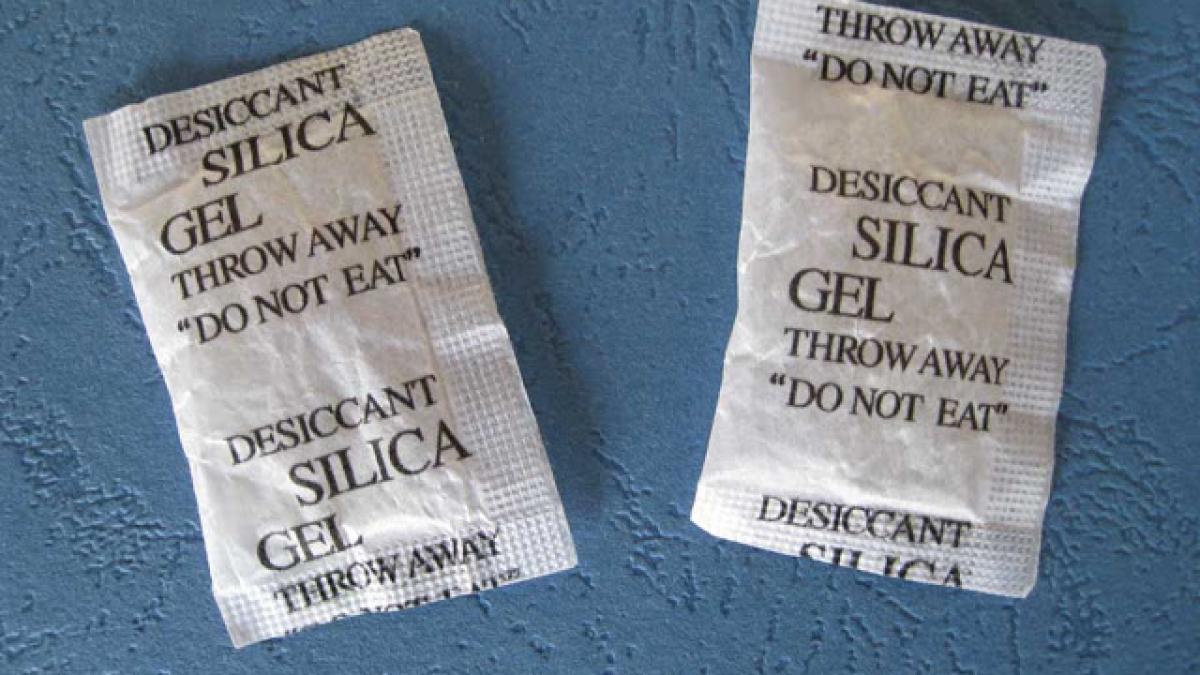 DESICCANT
SILICA
GEL
THROW AWAY
“DO NOT EAT”
DESICCANT
SILICA
GEL
THROW AWAY
THROW AWAY
“DO NOT EAT”
DESICCANT
SILICA
GEL
THROW AWAY
“DO NOT EAT”
DESICCANT
SILICA